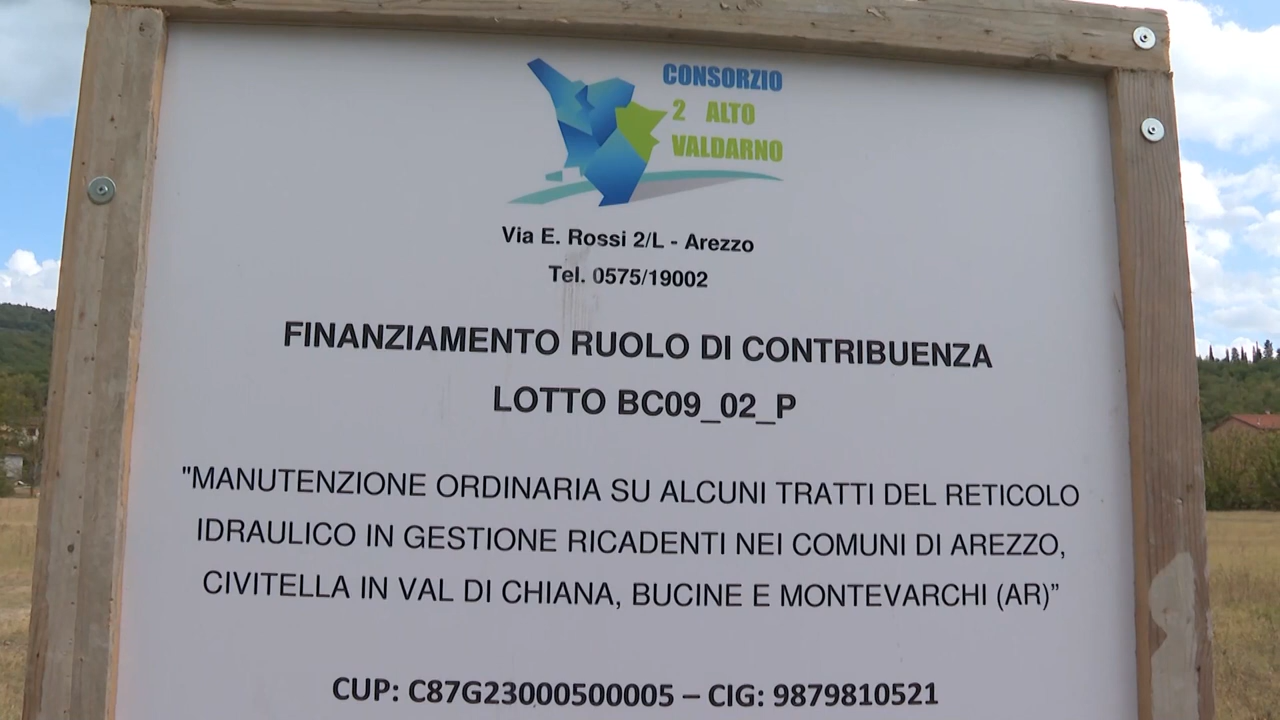 CONSORZIO
2 ALTO
VALDARNO
Via E. Rossi 2/L - Arezzo
Tel. 0575/19002
FINANZIAMENTO RUOLO DI CONTRIBUENZA
LOTTO BC09_02_P
"MANUTENZIONE ORDINARIA SU ALCUNI TRATTI DEL RETICOLO
IDRAULICO IN GESTIONE RICADENTI NEI COMUNI DI AREZZO,
CIVITELLA IN VAL DI CHIANA, BUCINE E MONTEVARCHI (AR)”
CUP: C87G23000500005 – CIG: 9879810521